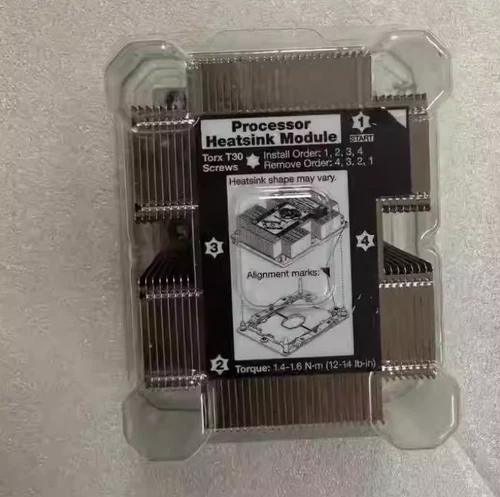 Processor
Heatsink Module
1
START
Torx T30
Screws
Install Order: 1, 2, 3, 4
Remove Order: 4, 3, 2, 1
Heatsink shape may vary.
3
4
Alignment marks:
2
Torque: 1.4-1.6 N·m (12-14 lb-in)